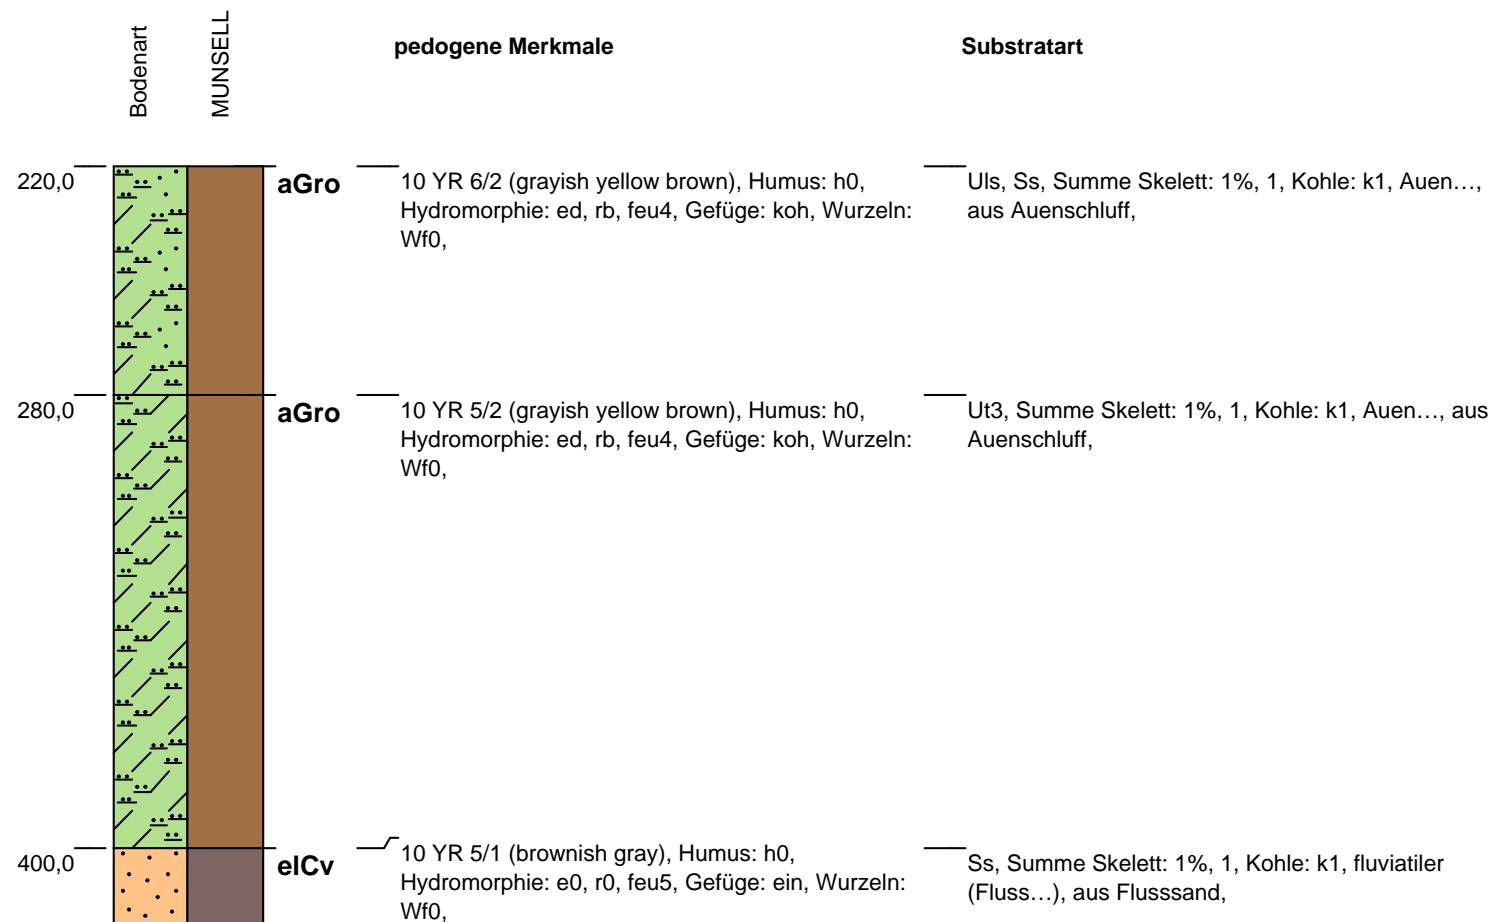 Bodenart
MUNSELL
pedogene Merkmale
Substratart
220,0
aGro
10 YR 6/2 (grayish yellow brown), Humus: h0,
Hydromorphie: ed, rb, feu4, Gefüge: koh, Wurzeln:
Wf0,
Uls, Ss, Summe Skelett: 1%, 1, Kohle: k1, Auen…,
aus Auenschluff,
280,0
aGro
10 YR 5/2 (grayish yellow brown), Humus: h0,
Hydromorphie: ed, rb, feu4, Gefüge: koh, Wurzeln:
Wf0,
Ut3, Summe Skelett: 1%, 1, Kohle: k1, Auen…, aus
Auenschluff,
400,0
elCv
10 YR 5/1 (brownish gray), Humus: h0,
Hydromorphie: e0, r0, feu5, Gefüge: ein, Wurzeln:
Wf0,
Ss, Summe Skelett: 1%, 1, Kohle: k1, fluviatiler
(Fluss…), aus Flusssand,